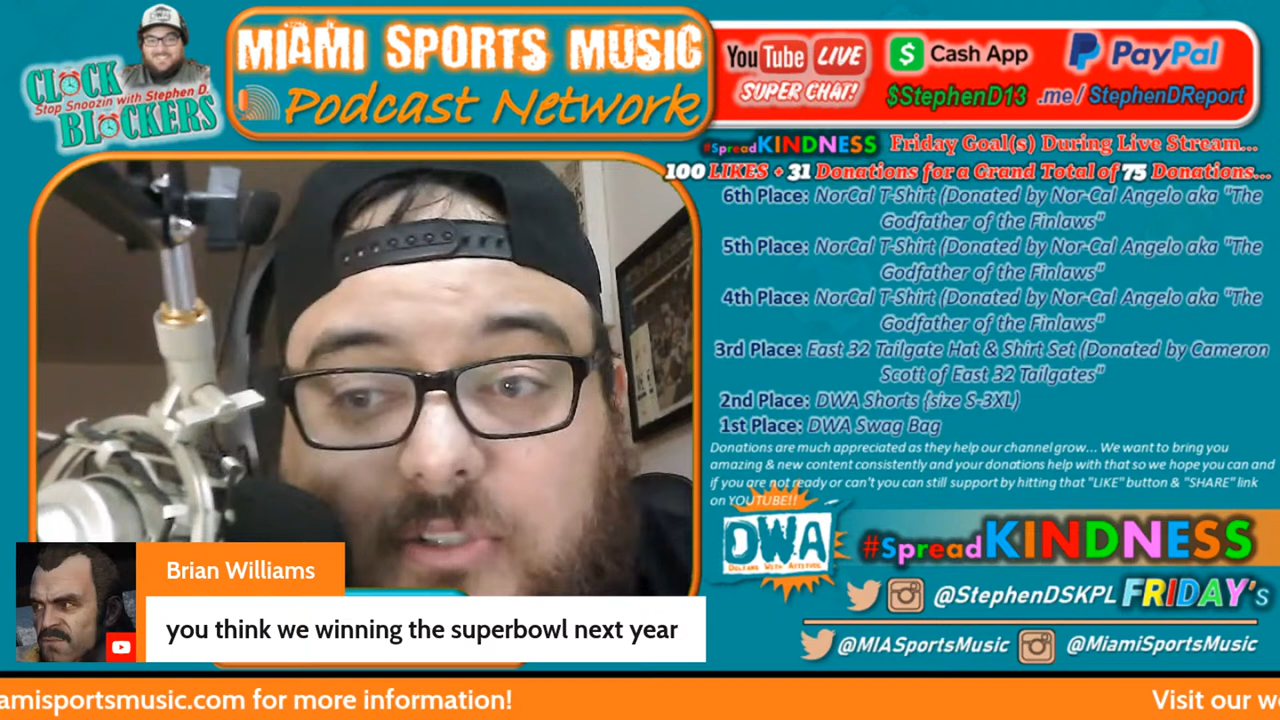 DWA
CLOCK
Stop Snoozin with Stephen D.
BLOCKERS
MIAMI SPORTS MUSIC
Podcast Network
YouTube LIVE
SUPER CHAT!
$ Cash App
$StephenD13
PayPal
.me/StephenDReport
#SpreadKINDNESS Friday Goal(s) During Live Stream...
100 LIKES + 31 Donations for a Grand Total of 75 Donations...
6th Place: NorCal T-Shirt (Donated by Nor-Cal Angelo aka "The
Godfather of the Finlaws"
5th Place: NorCal T-Shirt (Donated by Nor-Cal Angelo aka "The
Godfather of the Finlaws"
4th Place: NorCal T-Shirt (Donated by Nor-Cal Angelo aka "The
Godfather of the Finlaws"
3rd Place: East 32 Tailgate Hat & Shirt Set (Donated by Cameron
Scott of East 32 Tailgates"
2nd Place: DWA Shorts (size S-3XL)
1st Place: DWA Swag Bag
Donations are much appreciated as they help our channel grow... We want to bring you
amazing & new content consistently and your donations help with that so we hope you can and
if you are not ready or can't you can still support by hitting that "LIKE" button & "SHARE" link
on YOUTUBE!!
DWA
DOLFANS WITH ATTITUDE
#SpreadKINDNESS
@StephenDSKPL FRIDAY's
@MIASportsMusic @MiamiSportsMusic
Brian Williams
you think we winning the superbowl next year
amisportsmusic.com for more information!
Visit our w